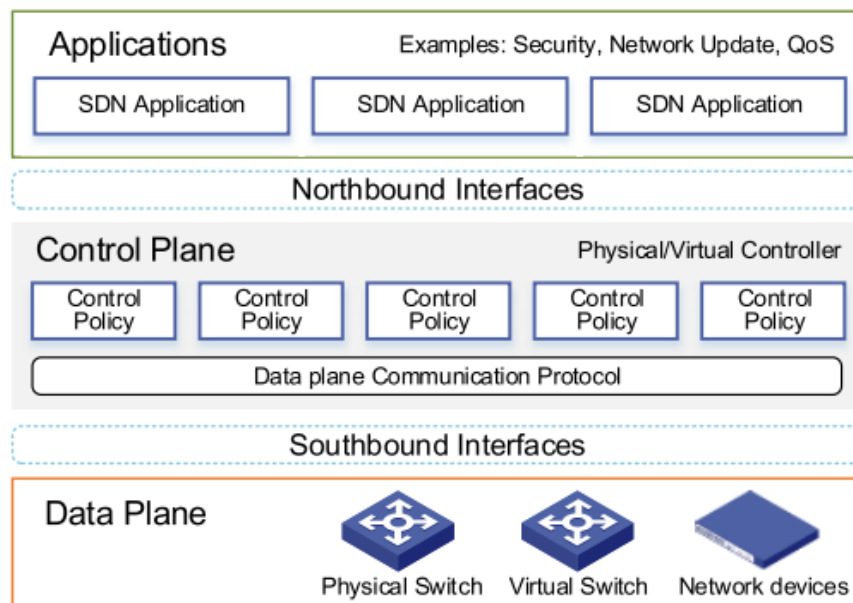 Applications
Examples: Security, Network Update, QoS
SDN Application
SDN Application
SDN Application
Northbound Interfaces
Control Plane
Physical/Virtual Controller
Control
Policy
Control
Policy
Control
Policy
Control
Policy
Control
Policy
Data plane Communication Protocol
Southbound Interfaces
Data Plane
Physical Switch
Virtual Switch
Network devices